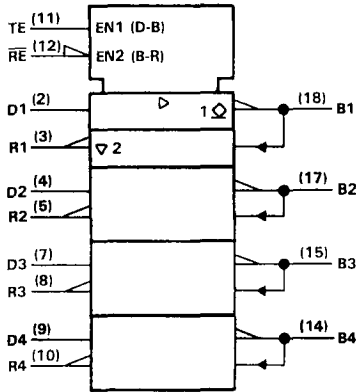 TE (11) EN1 (D-B)
RE (12) EN2 (B-R)
D1 (2) ▷ 1 ◇ (18) B1
R1 (3) ▽ 2
D2 (4) (17) B2
R2 (5)
D3 (7) (15) B3
R3 (8)
D4 (9) (14) B4
R4 (10)